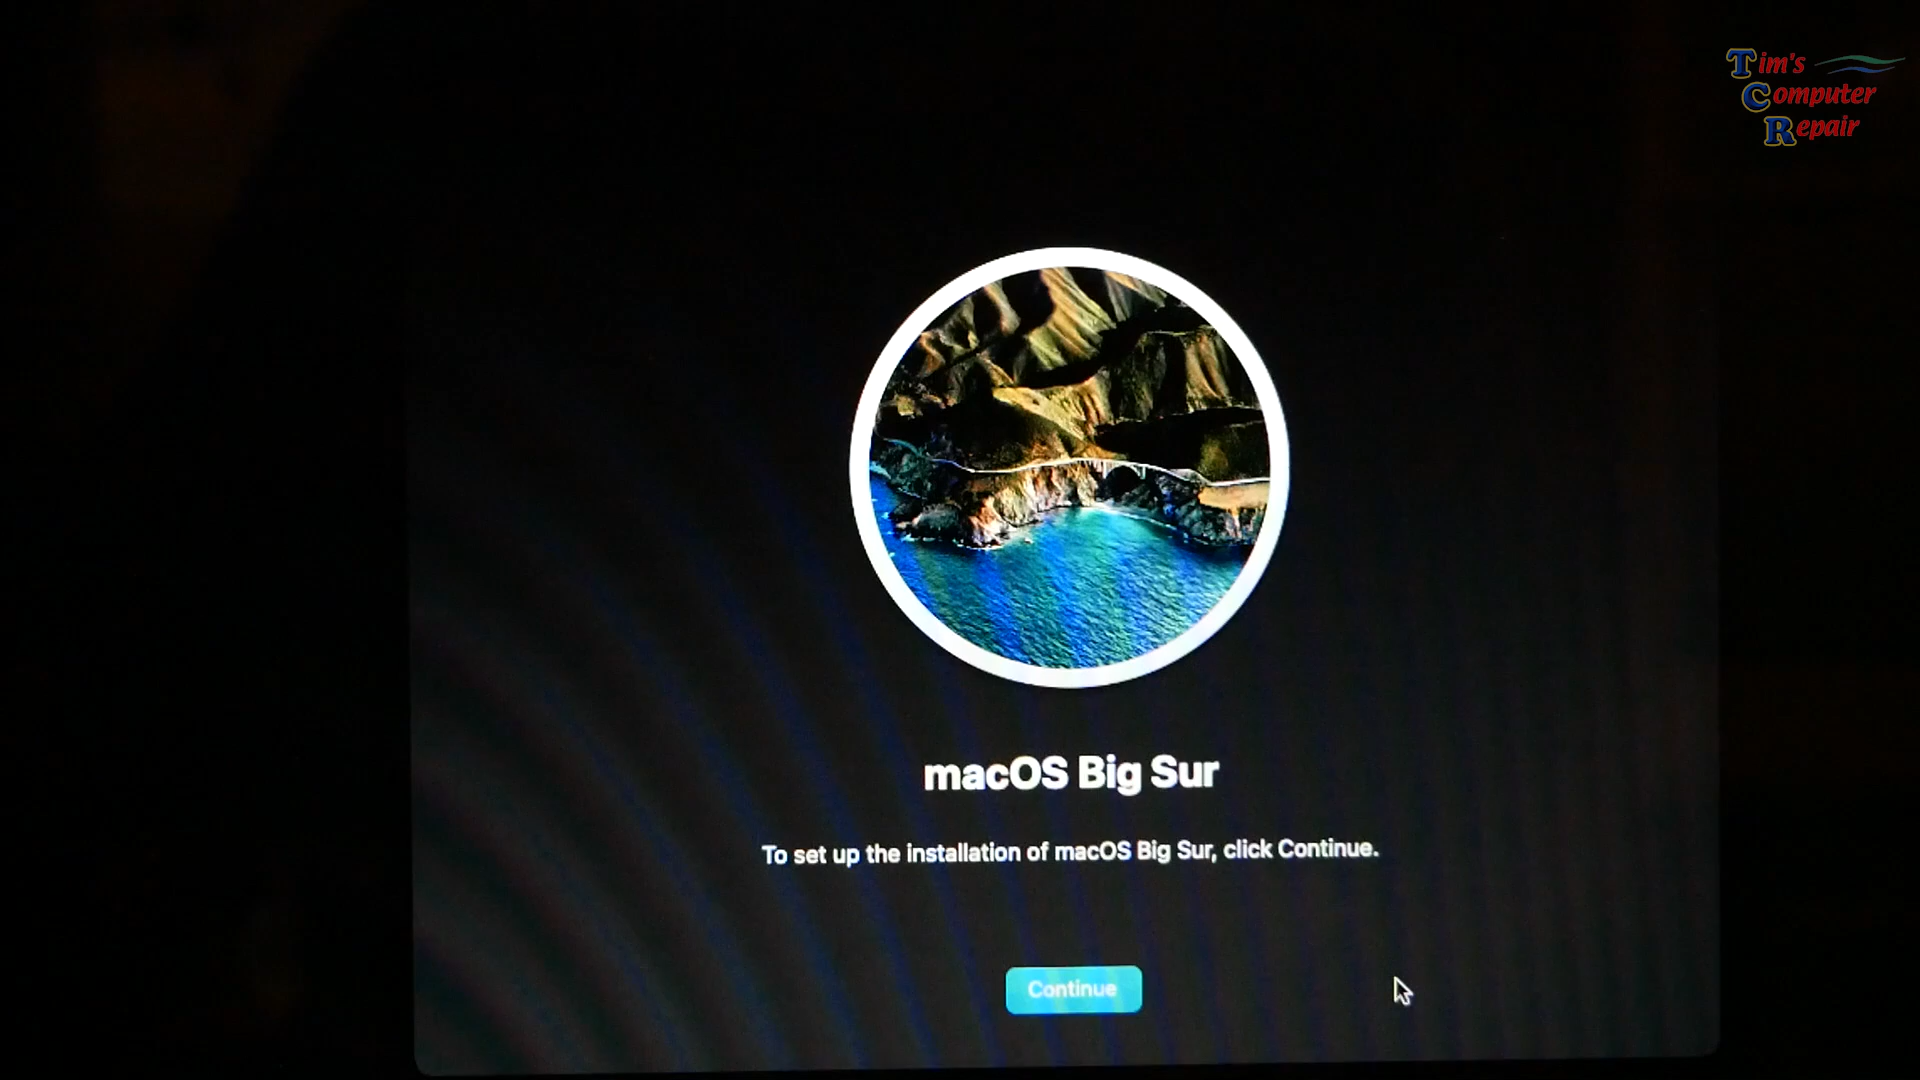 Tim's
Computer
Repair
macOS Big Sur
To set up the installation of macOS Big Sur, click Continue.
Continue